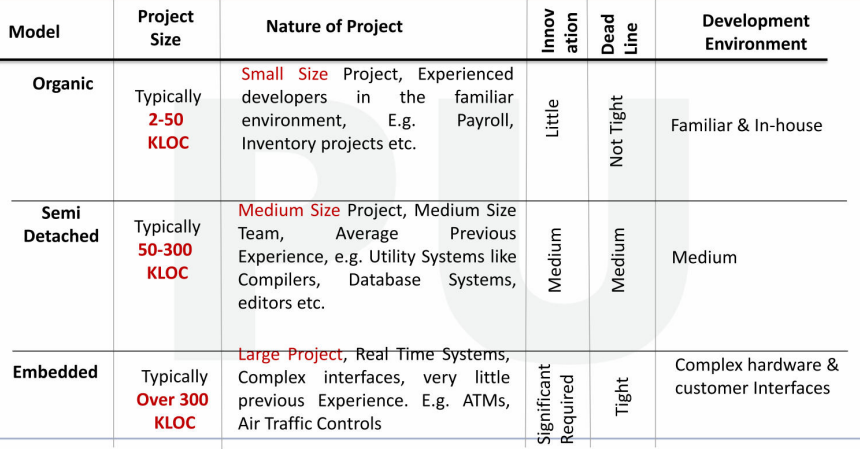 Model
Project
Size
Nature of Project
Innov
ation
Dead
Line
Development
Environment
Organic
Typically
2-50
KLOC
Small Size Project, Experienced
developers in the familiar
environment, E.g. Payroll,
Inventory projects etc.
Little
Not Tight
Familiar & In-house
Semi
Detached
Typically
50-300
KLOC
Medium Size Project, Medium Size
Team, Average Previous
Experience, e.g. Utility Systems like
Compilers, Database Systems,
editors etc.
Medium
Medium
Medium
Embedded
Typically
Over 300
KLOC
Large Project, Real Time Systems,
Complex interfaces, very little
previous Experience. E.g. ATMs,
Air Traffic Controls
Significant
Required
Tight
Complex hardware &
customer Interfaces
PU